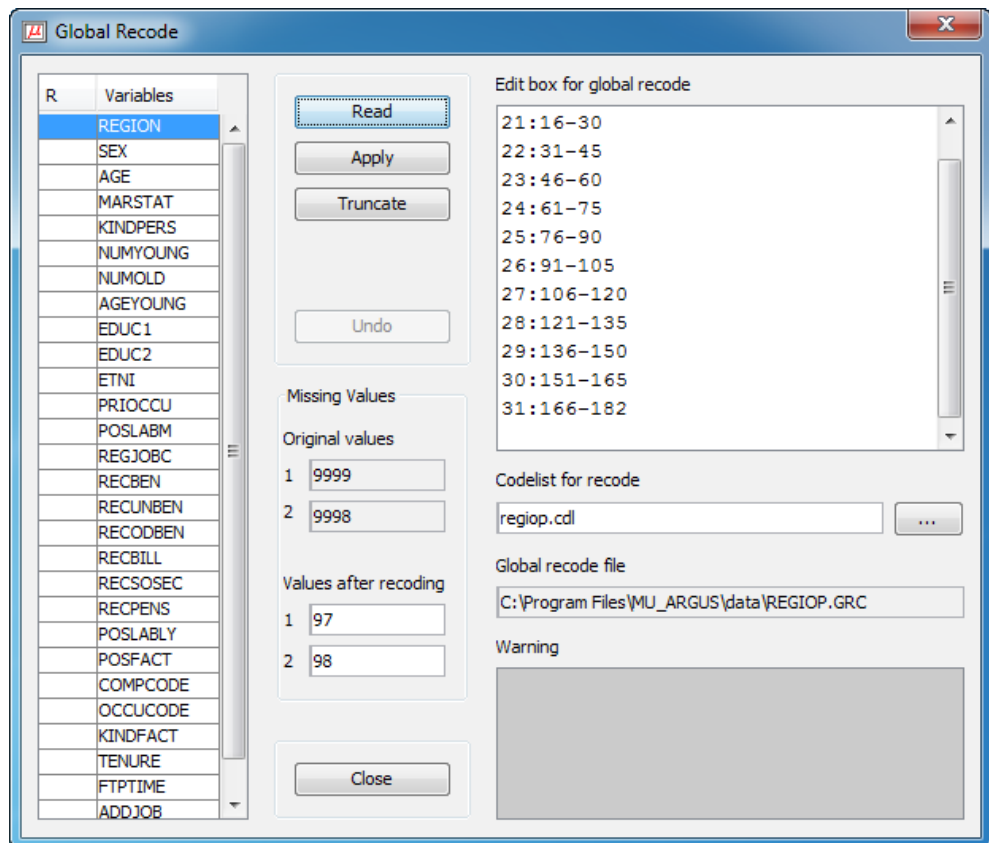 μ Global Recode
R Variables
REGION
SEX
AGE
MARSTAT
KINDPERS
NUMYOUNG
NUMOLD
AGEYOUNG
EDUC1
EDUC2
ETNI
PRIOCCU
POSLABM
REGJOBC
RECBEN
RECUNBEN
RECODBEN
RECBILL
RECSOSEC
RECPENS
POSLABLY
POSFACT
COMPCODE
OCCUCODE
KINDFACT
TENURE
FTPTIME
ADDJOB
Read
Apply
Truncate
Undo
Missing Values
Original values
1 9999
2 9998
Values after recoding
1 97
2 98
Close
Edit box for global recode
21:16-30
22:31-45
23:46-60
24:61-75
25:76-90
26:91-105
27:106-120
28:121-135
29:136-150
30:151-165
31:166-182
Codelist for recode
regiop.cdl
...
Global recode file
C:\Program Files\MU_ARGUS\data\REGIOP.GRC
Warning